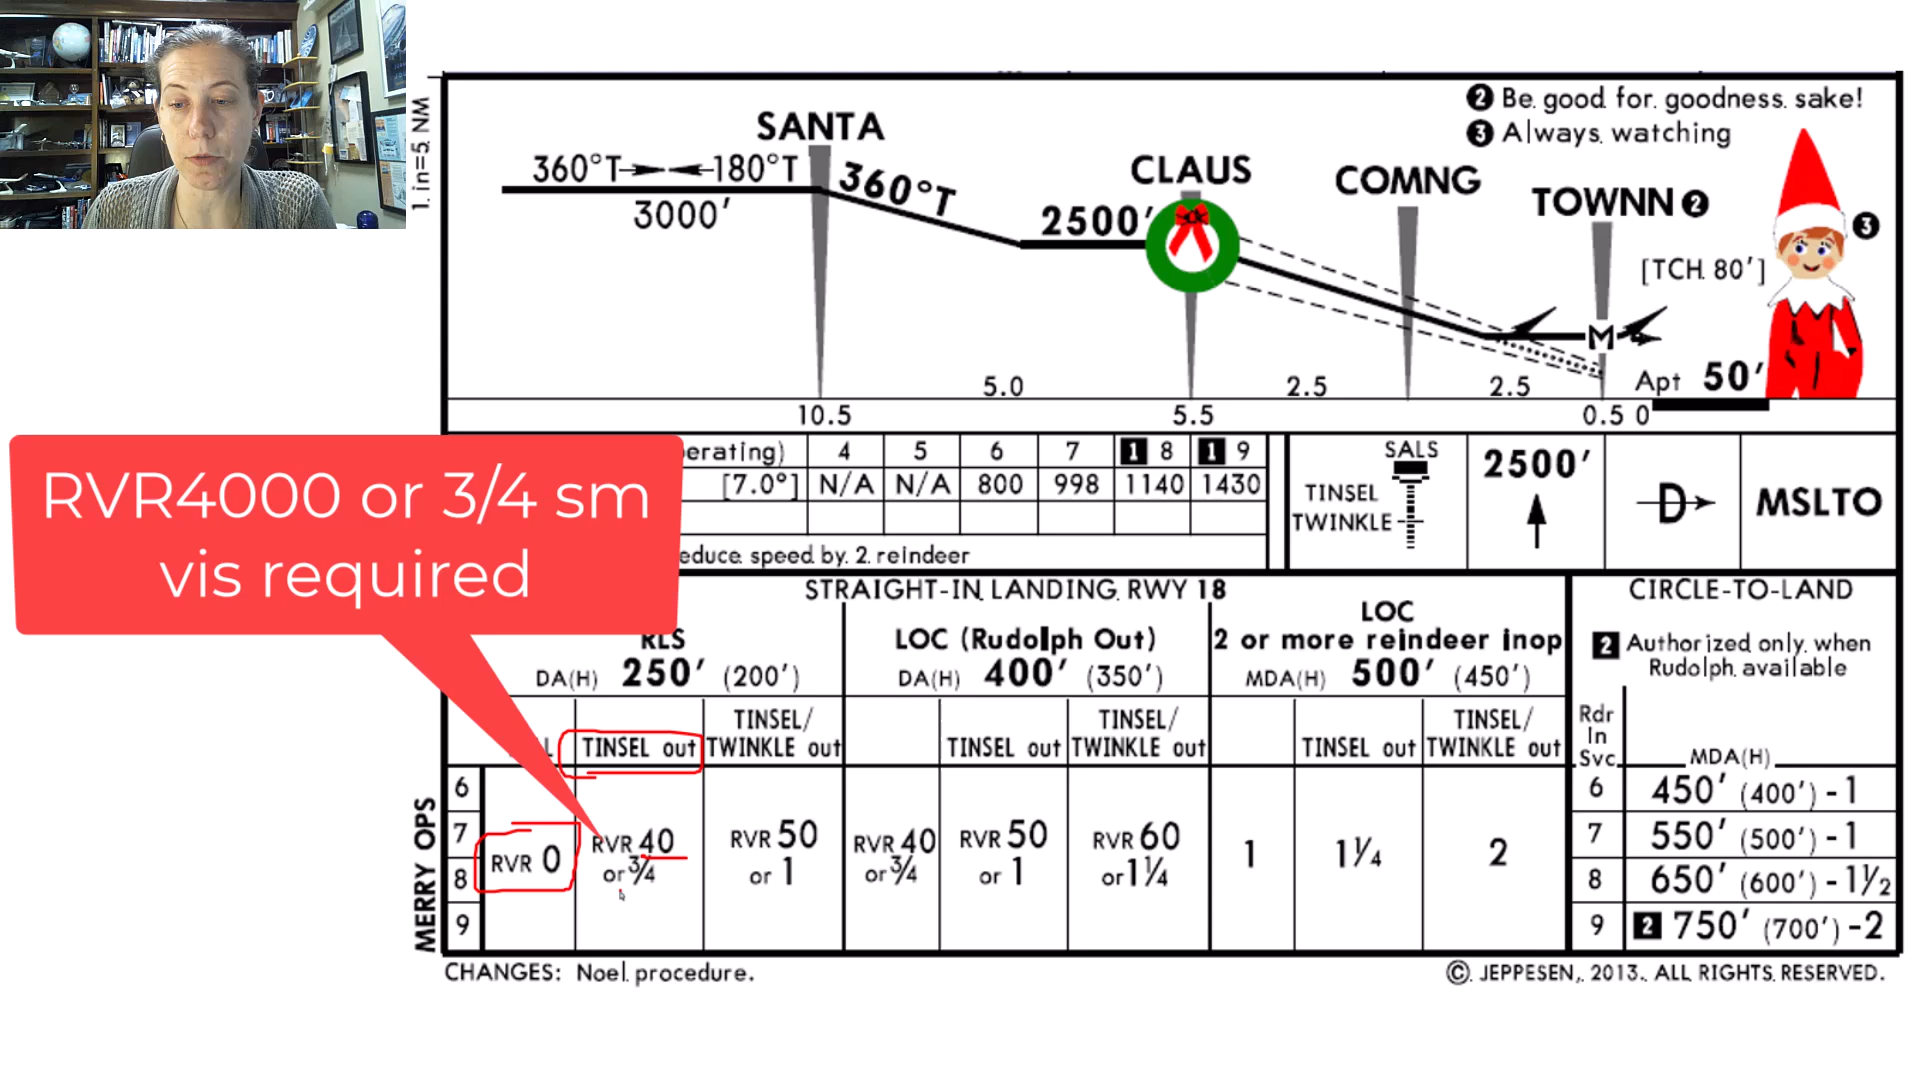 1 in=5 NM
② Be good for goodness sake!
③ Always watching
SANTA
CLAUS
COMNG
TOWNN ②
③
360°T
180°T
360°T
3000'
2500'
[TCH 80']
M
5.0
2.5
2.5
Apt 50'
10.5
5.5
0.5 0
RVR4000 or 3/4 sm
vis required
erating) 4 5 6 7 1 8 1 9
[7.0°] N/A N/A 800 998 1140 1430
educe speed by 2 reindeer
SALS
TINSEL
TWINKLE
2500'
D
MSLTO
STRAIGHT-IN LANDING RWY 18
RLS
DA(H) 250' (200')
LOC (Rudolph Out)
DA(H) 400' (350')
LOC
2 or more reindeer inop
MDA(H) 500' (450')
CIRCLE-TO-LAND
2 Authorized only when
Rudolph available
L
TINSEL out
TINSEL/
TWINKLE out
TINSEL out
TINSEL/
TWINKLE out
TINSEL out
TINSEL/
TWINKLE out
Rdr
In
Svc
MDA(H)
MERRY OPS
6
7
8
9
RVR 0
RVR 40
or 3/4
RVR 50
or 1
RVR 40
or 3/4
RVR 50
or 1
RVR 60
or 1 1/4
1
1 1/4
2
6 450' (400') -1
7 550' (500') -1
8 650' (600') -1 1/2
9 2 750' (700') -2
CHANGES: Noel procedure.
© JEPPESEN, 2013. ALL RIGHTS RESERVED.